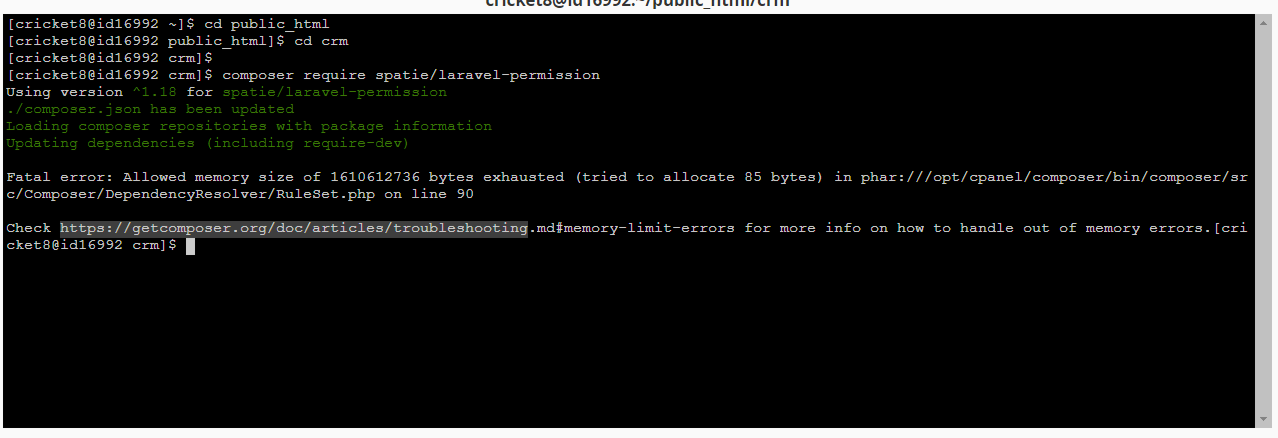 cricket8@id16992:~/public_html/crm
[cricket8@id16992 ~]$ cd public_html
[cricket8@id16992 public_html]$ cd crm
[cricket8@id16992 crm]$
[cricket8@id16992 crm]$ composer require spatie/laravel-permission
Using version ^1.18 for spatie/laravel-permission
./composer.json has been updated
Loading composer repositories with package information
Updating dependencies (including require-dev)
Fatal error: Allowed memory size of 1610612736 bytes exhausted (tried to allocate 85 bytes) in phar:///opt/cpanel/composer/bin/composer/sr
c/Composer/DependencyResolver/RuleSet.php on line 90
Check https://getcomposer.org/doc/articles/troubleshooting.md#memory-limit-errors for more info on how to handle out of memory errors.[cri
cket8@id16992 crm]$